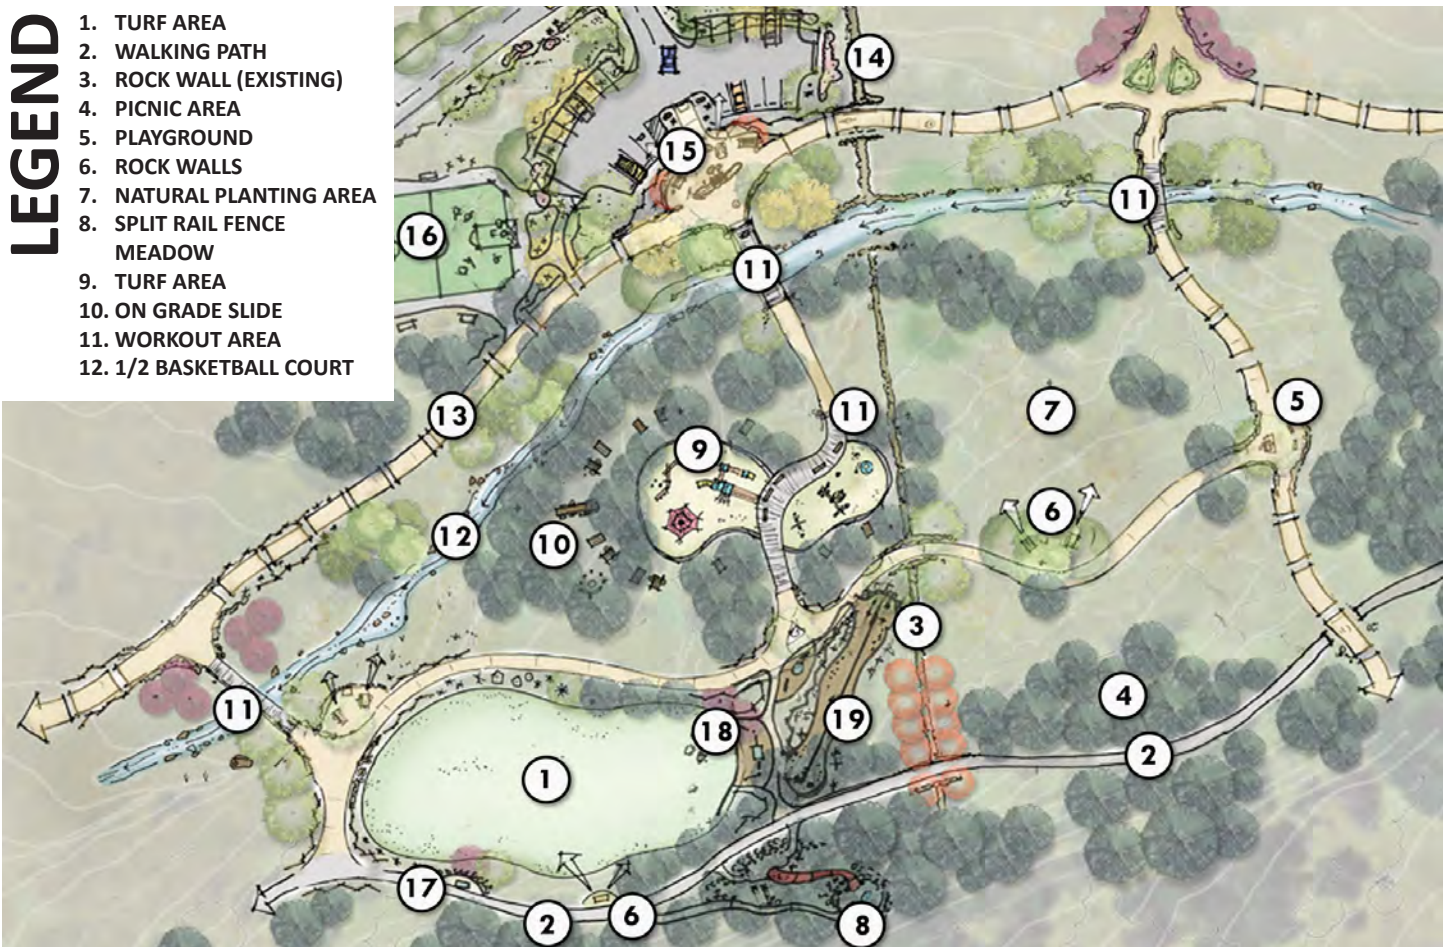 LEGEND
1. TURF AREA
2. WALKING PATH
3. ROCK WALL (EXISTING)
4. PICNIC AREA
5. PLAYGROUND
6. ROCK WALLS
7. NATURAL PLANTING AREA
8. SPLIT RAIL FENCE
MEADOW
9. TURF AREA
10. ON GRADE SLIDE
11. WORKOUT AREA
12. 1/2 BASKETBALL COURT
14
15
11
16
11
13
11
5
7
9
6
12
10
3
4
11
18
19
2
1
17
2
6
8